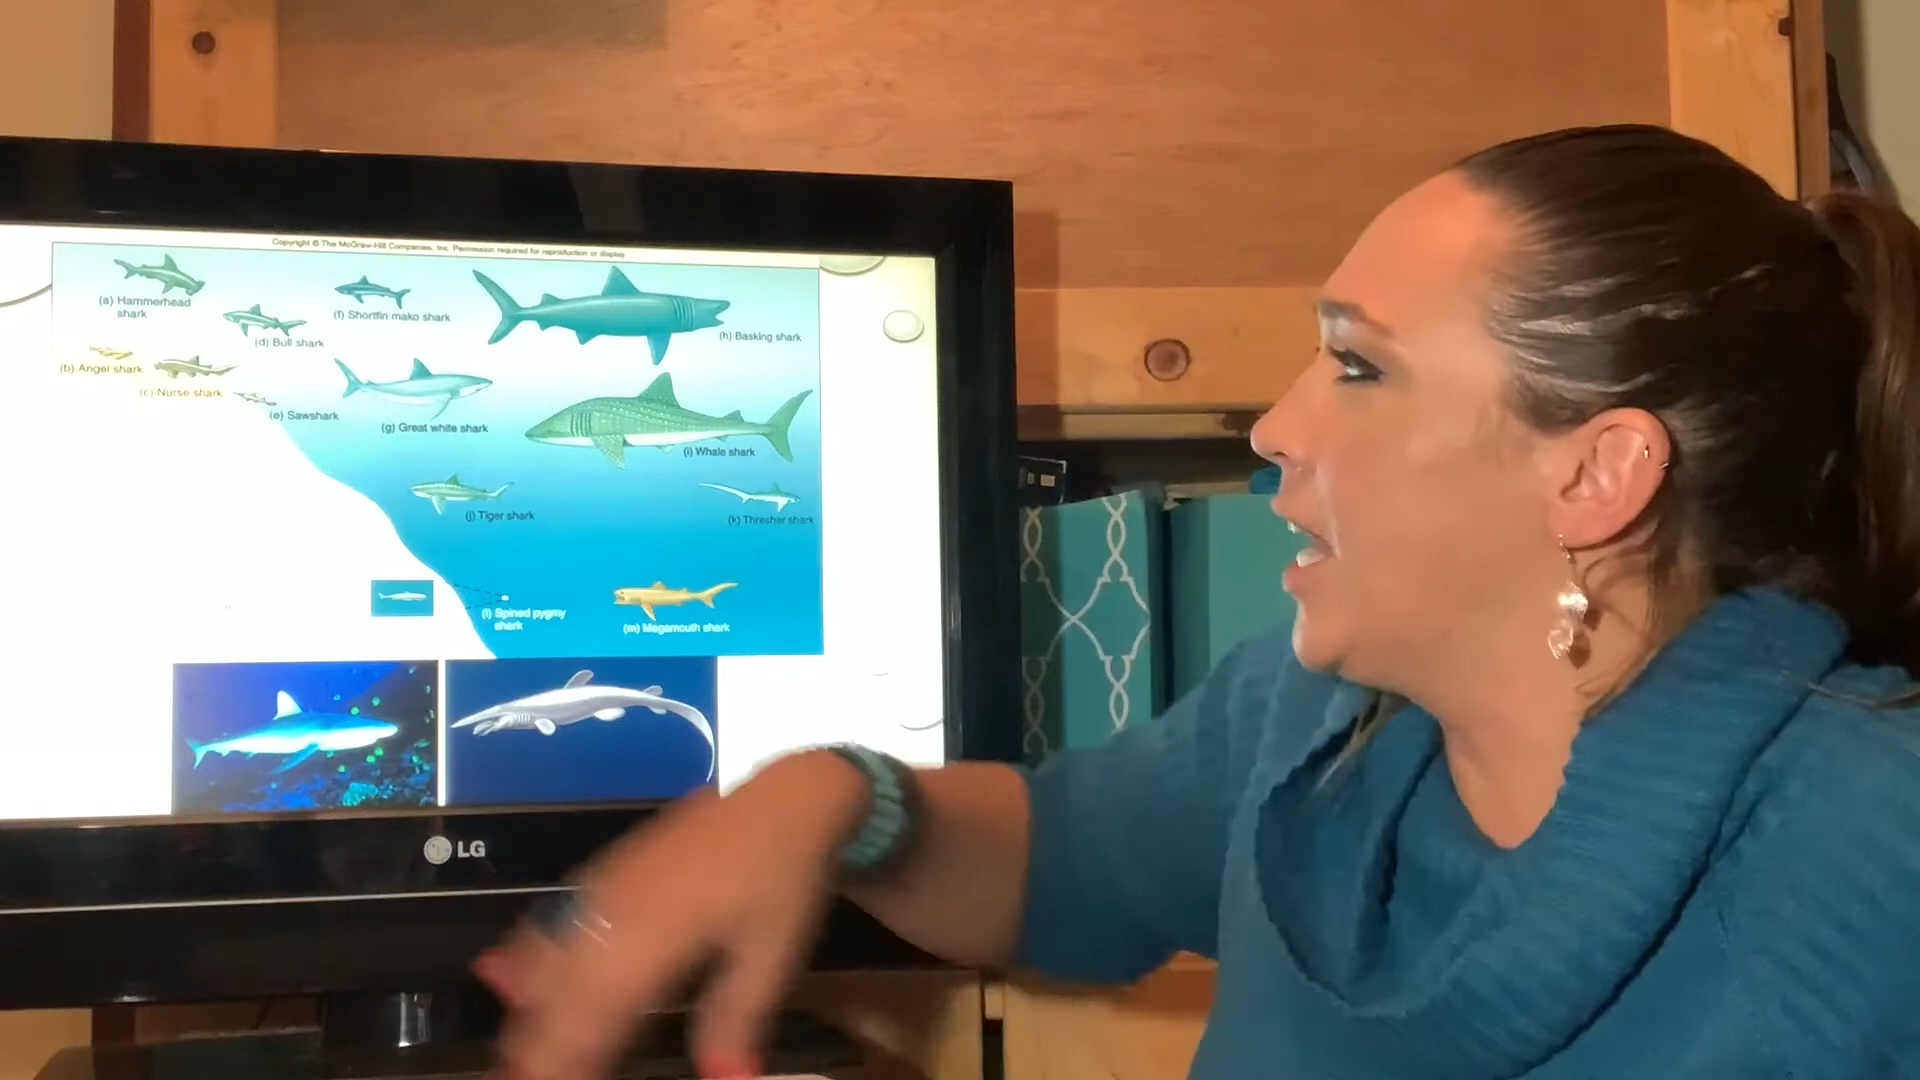 Copyright © The McGraw-Hill Companies, Inc. Permission required for reproduction or display
(a) Hammerhead
shark
(f) Shortfin mako shark
(d) Bull shark
(h) Basking shark
(b) Angel shark
(c) Nurse shark
(e) Sawshark
(g) Great white shark
(i) Whale shark
(j) Tiger shark
(k) Thresher shark
(l) Spined pygmy
shark
(m) Megamouth shark
LG